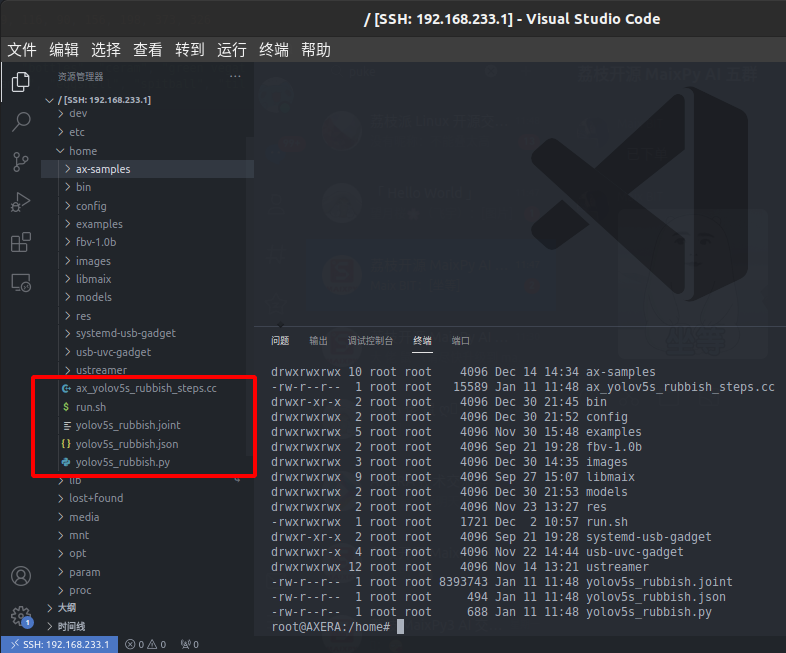 / [SSH: 192.168.233.1] - Visual Studio Code
文件 编辑 选择 查看 转到 运行 终端 帮助
资源管理器 ···
/ [SSH: 192.168.233.1]
dev
etc
home
ax-samples
bin
config
examples
fbv-1.0b
images
libmaix
models
res
systemd-usb-gadget
usb-uvc-gadget
ustreamer
ax_yolov5s_rubbish_steps.cc
$ run.sh
yolov5s_rubbish.joint
{} yolov5s_rubbish.json
yolov5s_rubbish.py
lib
lost+found
media
mnt
opt
param
proc
大纲
时间线
1
问题 输出 调试控制台 终端 端口
drwxrwxrwx 10 root root 4096 Dec 14 14:34 ax-samples
-rw-r--r-- 1 root root 15589 Jan 11 11:48 ax_yolov5s_rubbish_steps.cc
drwxr-xr-x 2 root root 4096 Dec 30 21:45 bin
drwxrwxrwx 2 root root 4096 Dec 30 21:52 config
drwxrwxrwx 5 root root 4096 Nov 30 15:48 examples
drwxrwxrwx 2 root root 4096 Sep 21 19:28 fbv-1.0b
drwxrwxrwx 3 root root 4096 Dec 30 14:35 images
drwxrwxrwx 9 root root 4096 Sep 27 15:07 libmaix
drwxrwxrwx 2 root root 4096 Dec 30 21:53 models
drwxrwxrwx 2 root root 4096 Nov 23 13:27 res
-rwxrwxrwx 1 root root 1721 Dec 2 10:57 run.sh
drwxr-xr-x 2 root root 4096 Sep 21 19:28 systemd-usb-gadget
drwxrwxr-x 4 root root 4096 Nov 22 14:44 usb-uvc-gadget
drwxrwxrwx 12 root root 4096 Nov 14 13:21 ustreamer
-rw-r--r-- 1 root root 8393743 Jan 11 11:48 yolov5s_rubbish.joint
-rw-r--r-- 1 root root 494 Jan 11 11:48 yolov5s_rubbish.json
-rw-r--r-- 1 root root 688 Jan 11 11:48 yolov5s_rubbish.py
root@AXERA:/home#
SSH: 192.168.233.1 0 0 0